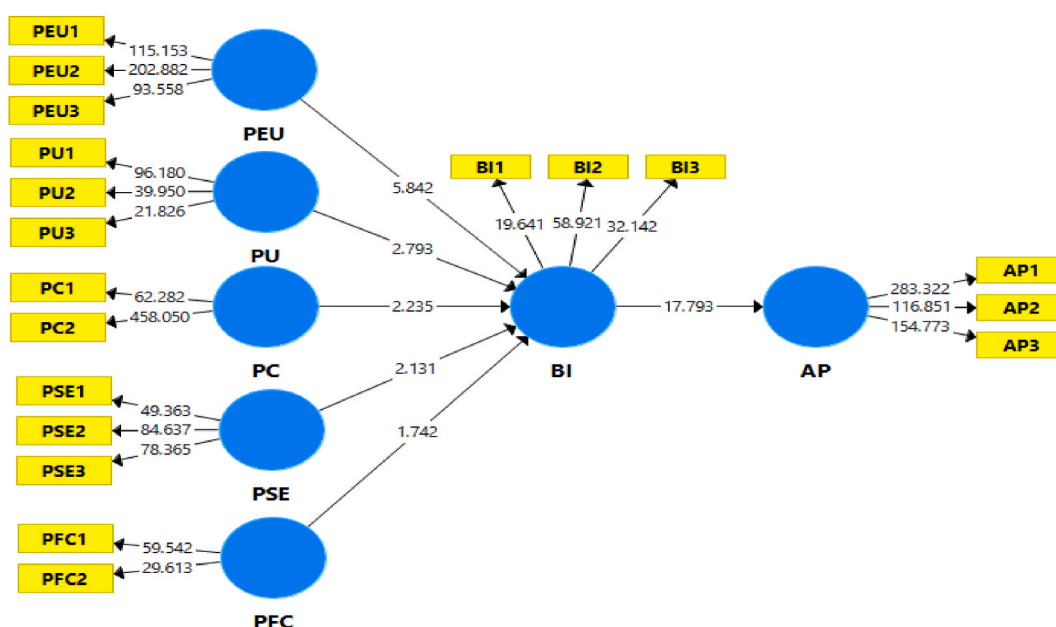 PEU1
115.153
PEU2
202.882
PEU3
93.558
PEU
PU1
96.180
PU2
39.950
PU3
21.826
PU
PC1
62.282
PC2
458.050
PC
PSE1
49.363
PSE2
84.637
PSE3
78.365
PSE
PFC1
59.542
PFC2
29.613
PFC
5.842
2.793
2.235
2.131
1.742
BI1
BI2
BI3
19.641
58.921
32.142
BI
17.793
AP
283.322
AP1
116.851
AP2
154.773
AP3